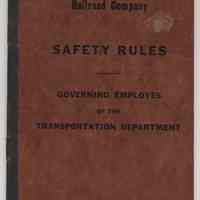 Railroad Company
SAFETY RULES
GOVERNING EMPLOYES
OF THE
TRANSPORTATION DEPARTMENT